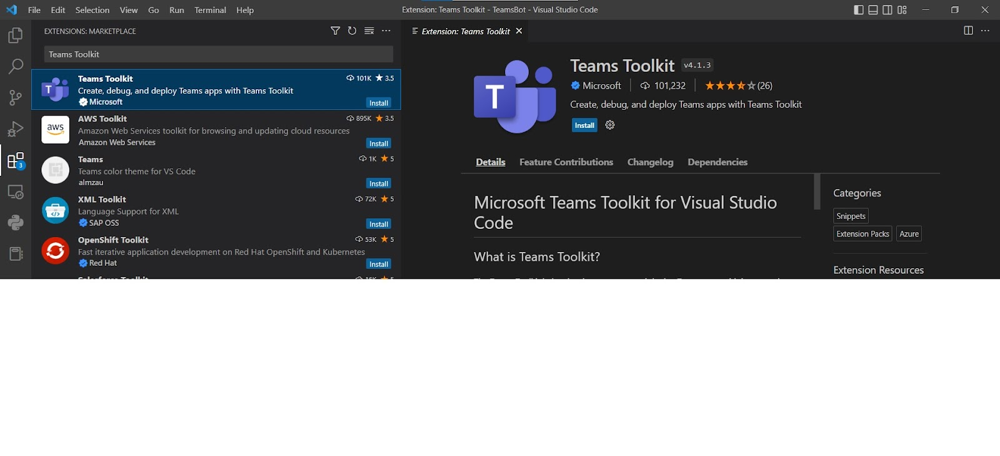 File Edit Selection View Go Run Terminal Help
Extension: Teams Toolkit - TeamsBot - Visual Studio Code
EXTENSIONS: MARKETPLACE
Teams Toolkit
Teams Toolkit 101K 3.5
Create, debug, and deploy Teams apps with Teams Toolkit
Microsoft Install
aws
AWS Toolkit 895K 3.5
Amazon Web Services toolkit for browsing and updating cloud resources
Amazon Web Services Install
Teams 1K 5
Teams color theme for VS Code
almzau Install
XML Toolkit 72K 5
Language Support for XML
SAP OSS Install
OpenShift Toolkit 53K 5
Fast iterative application development on Red Hat OpenShift and Kubernetes
Red Hat Install
3
Extension: Teams Toolkit
T
Teams Toolkit v4.1.3
Microsoft 101,232 (26)
Create, debug, and deploy Teams apps with Teams Toolkit
Install
Details Feature Contributions Changelog Dependencies
Microsoft Teams Toolkit for Visual Studio
Code
What is Teams Toolkit?
Categories
Snippets
Extension Packs Azure
Extension Resources